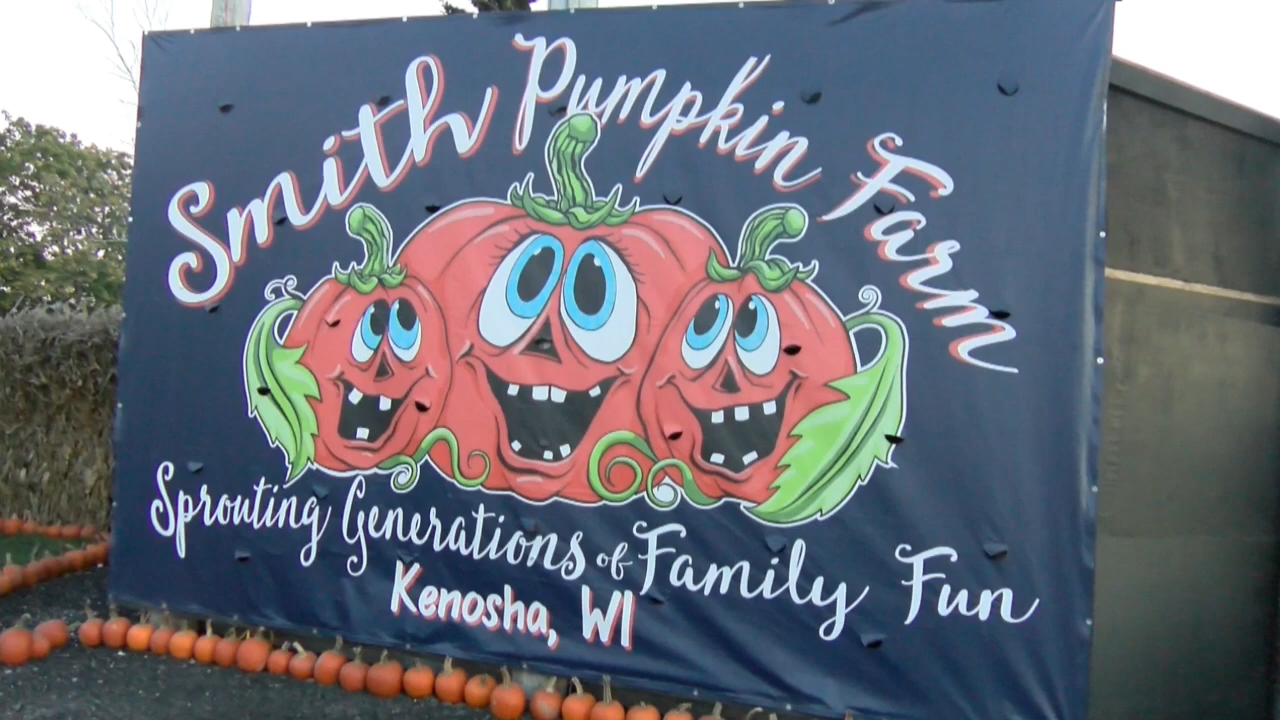 Smith Pumpkin Farm
Sprouting Generations of Family Fun
Kenosha, WI